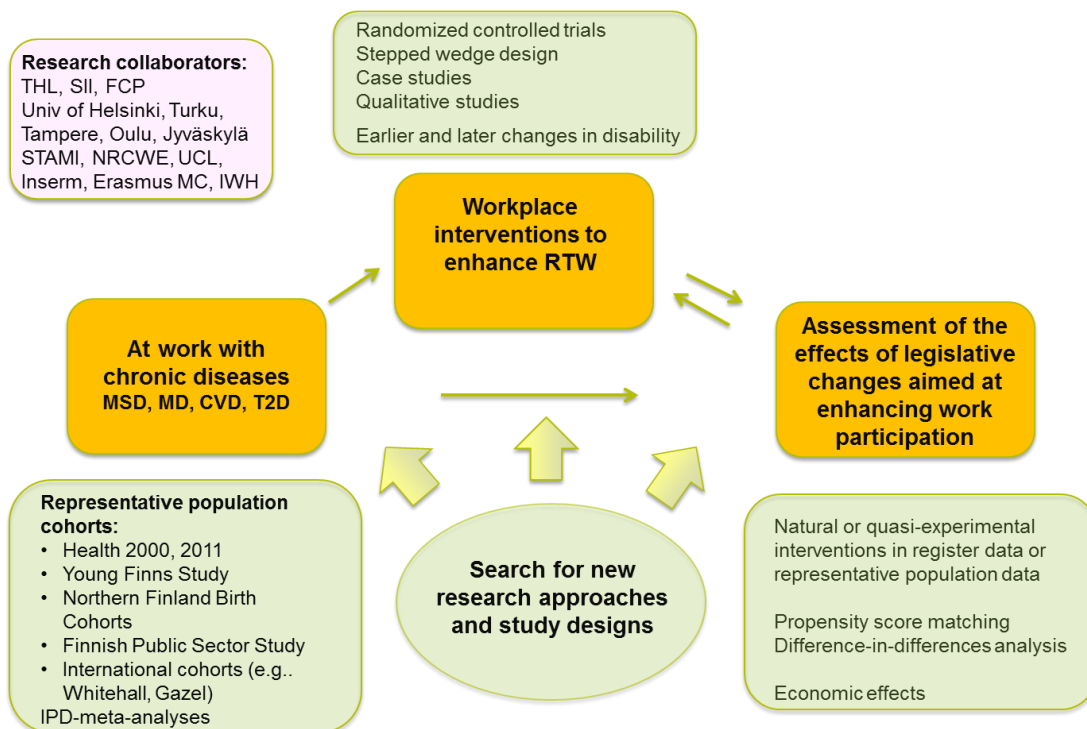 Research collaborators:
THL, SII, FCP
Univ of Helsinki, Turku,
Tampere, Oulu, Jyväskylä
STAMI, NRCWE, UCL,
Inserm, Erasmus MC, IWH
Randomized controlled trials
Stepped wedge design
Case studies
Qualitative studies
Earlier and later changes in disability
Workplace
interventions to
enhance RTW
At work with
chronic diseases
MSD, MD, CVD, T2D
Assessment of the
effects of legislative
changes aimed at
enhancing work
participation
Representative population
cohorts:
• Health 2000, 2011
• Young Finns Study
• Northern Finland Birth
Cohorts
• Finnish Public Sector Study
• International cohorts (e.g..
Whitehall, Gazel)
IPD-meta-analyses
Search for new
research approaches
and study designs
Natural or quasi-experimental
interventions in register data or
representative population data
Propensity score matching
Difference-in-differences analysis
Economic effects